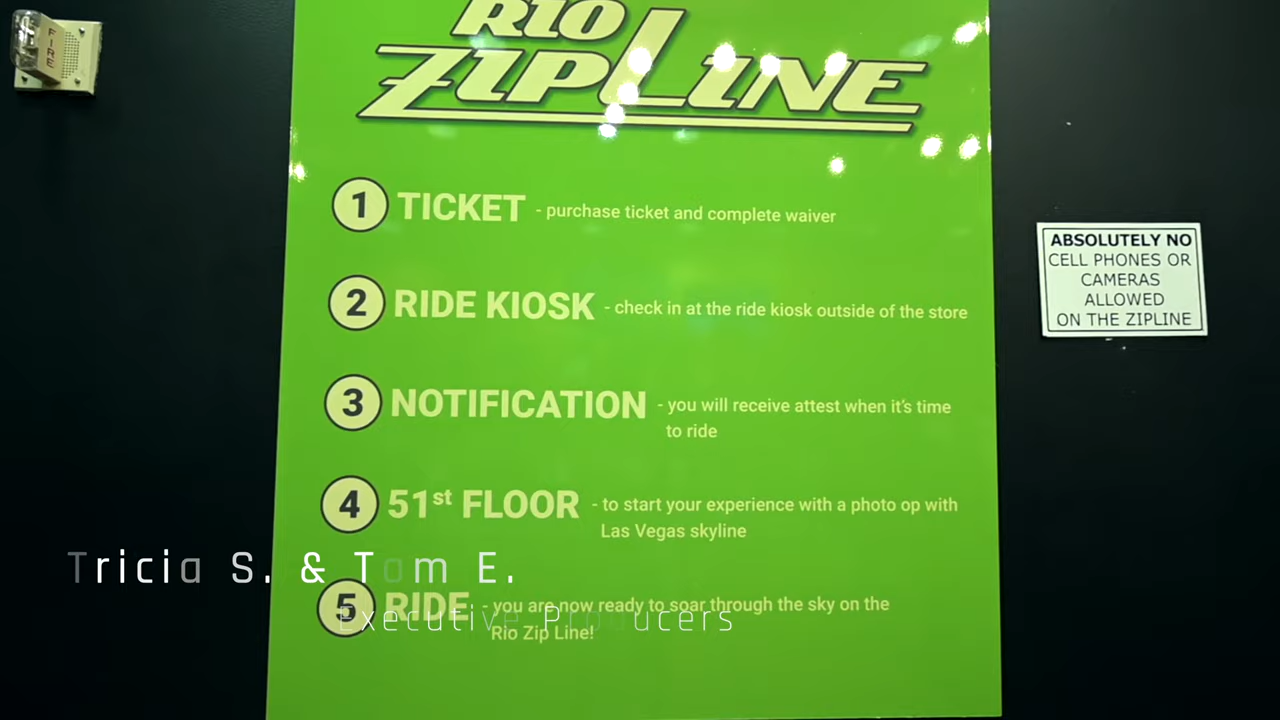 FIRE
RIO
ZIPLINE
1 TICKET - purchase ticket and complete waiver
2 RIDE KIOSK - check in at the ride kiosk outside of the store
3 NOTIFICATION - you will receive attest when it's time
to ride
4 51st FLOOR - to start your experience with a photo op with
Las Vegas skyline
5 RIDE - you are now ready to soar through the sky on the
Rio Zip Line!
ABSOLUTELY NO
CELL PHONES OR
CAMERAS
ALLOWED
ON THE ZIPLINE
Tricia S. & Tom E.
Executive Producers